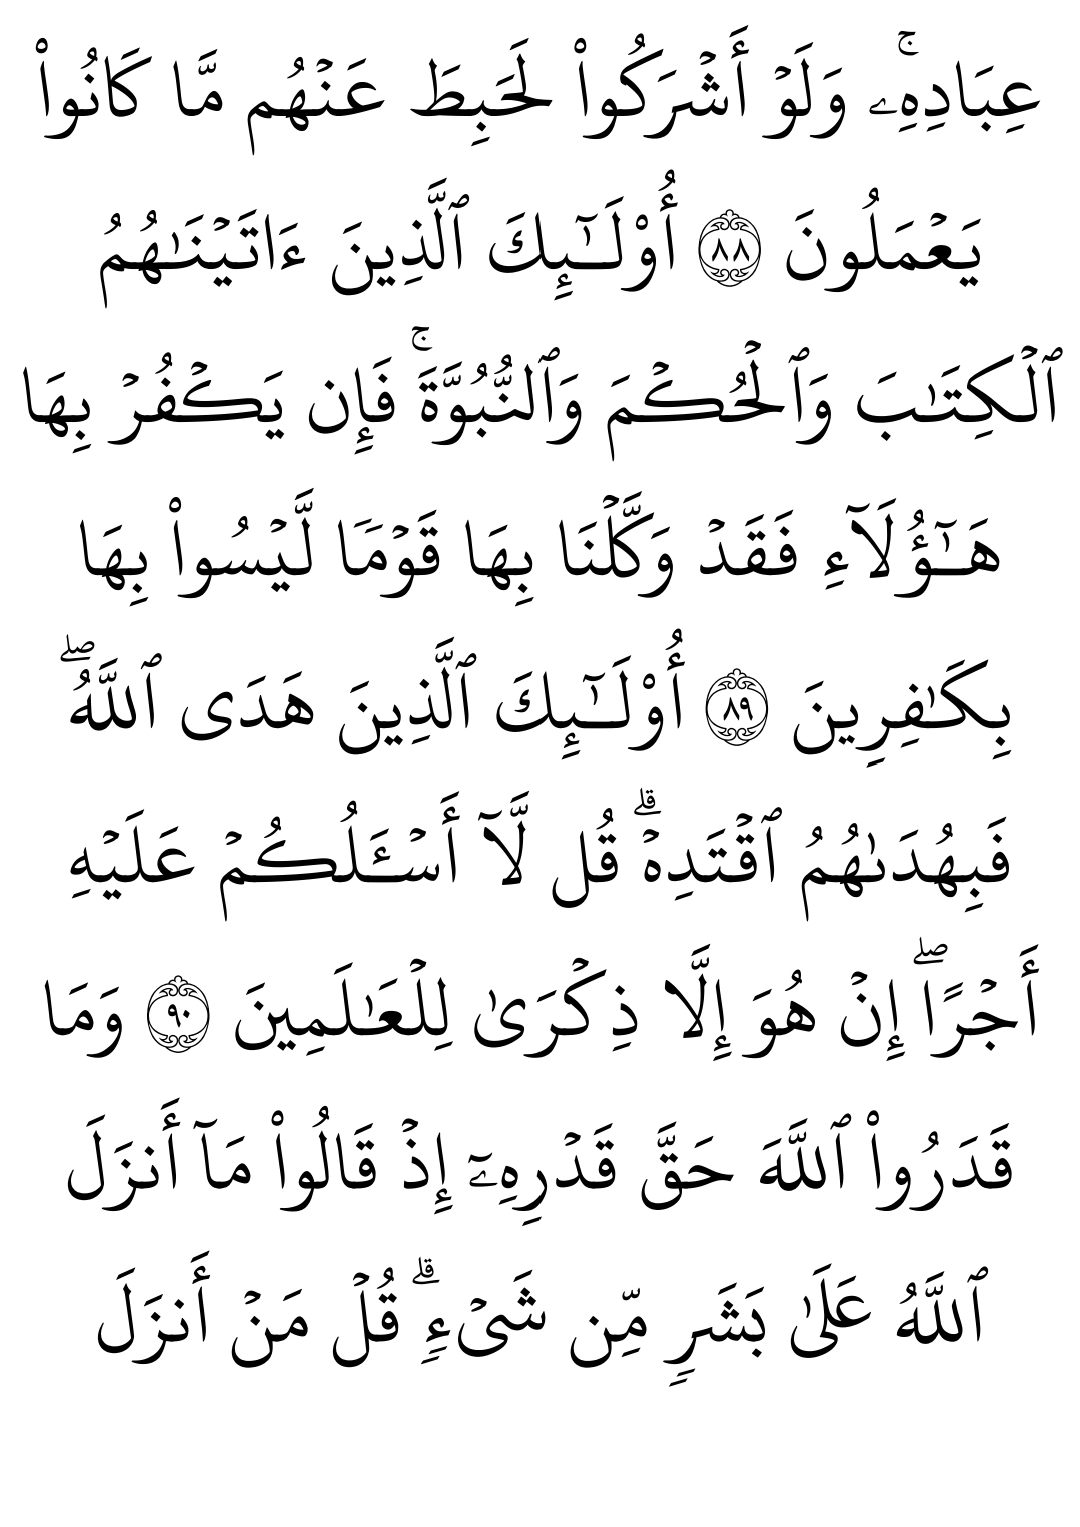 عِبَادِهِۦۚ وَلَوۡ أَشۡرَكُواْ لَحَبِطَ عَنۡهُم مَّا كَانُواْ
يَعۡمَلُونَ ٨٨ أُوْلَـٰٓئِكَ ٱلَّذِينَ ءَاتَيۡنَـٰهُمُ
ٱلۡكِتَـٰبَ وَٱلۡحُكۡمَ وَٱلنُّبُوَّةَۚ فَإِن يَكۡفُرۡ بِهَا
هَـٰٓؤُلَآءِ فَقَدۡ وَكَّلۡنَا بِهَا قَوۡمَٗا لَّيۡسُواْ بِهَا
بِكَـٰفِرِينَ ٨٩ أُوْلَـٰٓئِكَ ٱلَّذِينَ هَدَى ٱللَّهُۖ
فَبِهُدَىٰهُمُ ٱقۡتَدِهۡۗ قُل لَّآ أَسۡـَٔلُكُمۡ عَلَيۡهِ
أَجۡرًاۖ إِنۡ هُوَ إِلَّا ذِكۡرَىٰ لِلۡعَـٰلَمِينَ ٩٠ وَمَا
قَدَرُواْ ٱللَّهَ حَقَّ قَدۡرِهِۦٓ إِذۡ قَالُواْ مَآ أَنزَلَ
ٱللَّهُ عَلَىٰ بَشَرٖ مِّن شَيۡءٖۗ قُلۡ مَنۡ أَنزَلَ